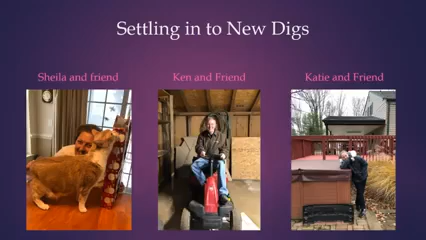 Settling in to New Digs
Sheila and friend
Ken and Friend
Katie and Friend